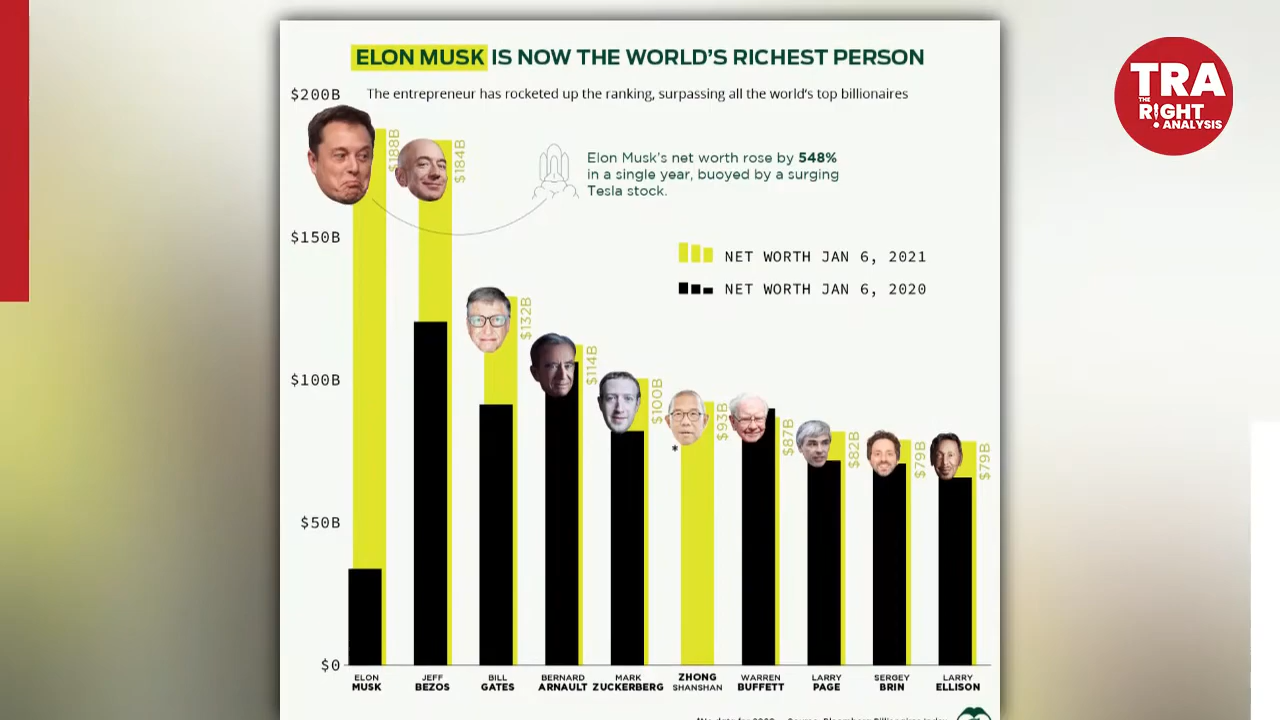 ELON MUSK IS NOW THE WORLD'S RICHEST PERSON
The entrepreneur has rocketed up the ranking, surpassing all the world's top billionaires
TRA
THE
RIGHT
ANALYSIS
$200B
$150B
$100B
$50B
$0
Elon Musk's net worth rose by 548%
in a single year, buoyed by a surging
Tesla stock.
NET WORTH JAN 6, 2021
NET WORTH JAN 6, 2020
$188B
$184B
$132B
$114B
$100B
$93B
*
$87B
$82B
$79B
$79B
ELON
MUSK
JEFF
BEZOS
BILL
GATES
BERNARD
ARNAULT
MARK
ZUCKERBERG
ZHONG
SHANSHAN
WARREN
BUFFETT
LARRY
PAGE
SERGEY
BRIN
LARRY
ELLISON